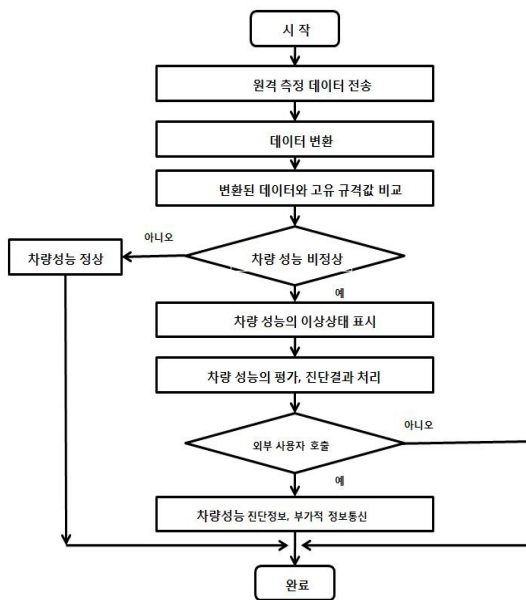 시 작
원격 측정 데이터 전송
데이터 변환
변환된 데이터와 고유 규격값 비교
아니오
차량성능 정상
차량 성능 비정상
예
차량 성능의 이상상태 표시
차량 성능의 평가, 진단결과 처리
아니오
외부 사용자 호출
예
차량성능 진단정보, 부가적 정보통신
완료